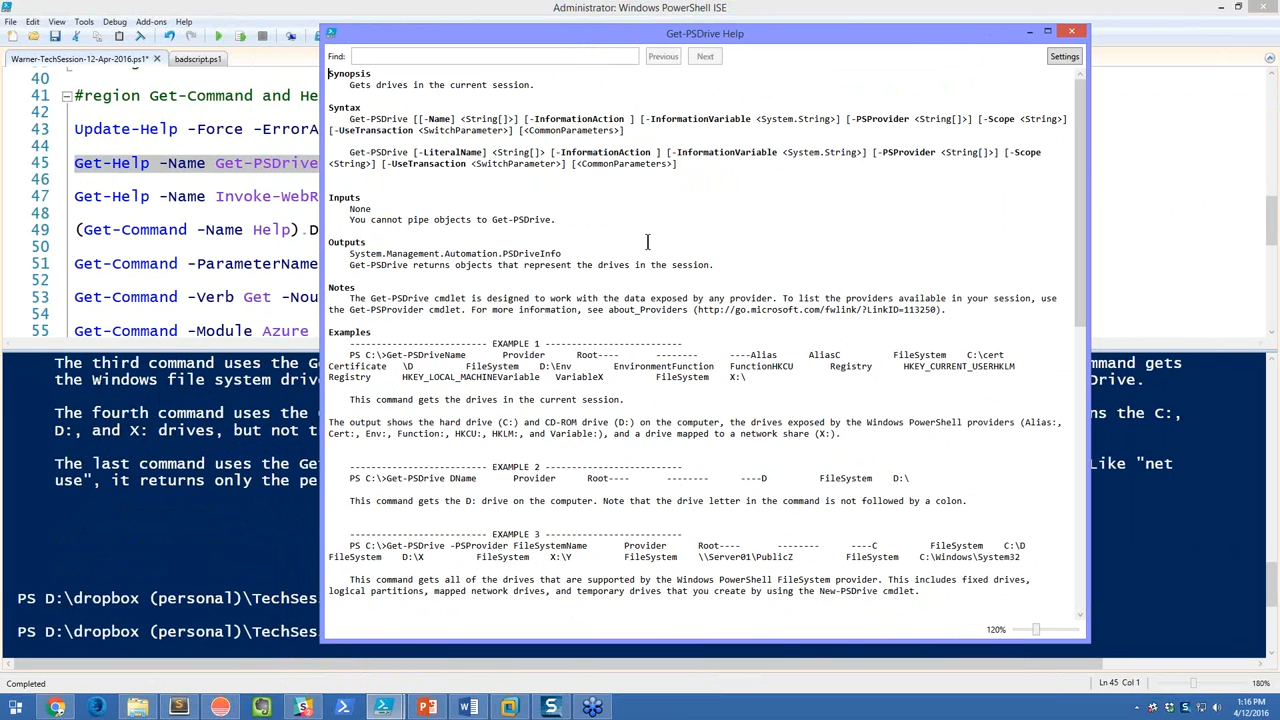 Administrator: Windows PowerShell ISE
File Edit View Tools Debug Add-ons Help
Warner-TechSession-12-Apr-2016.ps1* badscript.ps1
40
41 #region Get-Command and He
42
43 Update-Help -Force -ErrorA
44
45 Get-Help -Name Get-PSDrive
46
47 Get-Help -Name Invoke-WebR
48
49 (Get-Command -Name Help).D
50
51 Get-Command -ParameterName
52
53 Get-Command -Verb Get -Nou
54
55 Get-Command -Module Azure
Get-PSDrive Help
Find: Previous Next Settings
Synopsis
Gets drives in the current session.
Syntax
Get-PSDrive [[-Name] <String[]>] [-InformationAction ] [-InformationVariable <System.String>] [-PSProvider <String[]>] [-Scope <String>]
[-UseTransaction <SwitchParameter>] [<CommonParameters>]
Get-PSDrive [-LiteralName] <String[]> [-InformationAction ] [-InformationVariable <System.String>] [-PSProvider <String[]>] [-Scope
<String>] [-UseTransaction <SwitchParameter>] [<CommonParameters>]
Inputs
None
You cannot pipe objects to Get-PSDrive.
Outputs
System.Management.Automation.PSDriveInfo
Get-PSDrive returns objects that represent the drives in the session.
Notes
The Get-PSDrive cmdlet is designed to work with the data exposed by any provider. To list the providers available in your session, use
the Get-PSProvider cmdlet. For more information, see about_Providers (http://go.microsoft.com/fwlink/?LinkID=113250).
Examples
-------------------------- EXAMPLE 1 --------------------------
PS C:\>Get-PSDriveName Provider Root---- -------- ----Alias AliasC FileSystem C:\cert
Certificate \D FileSystem D:\Env EnvironmentFunction FunctionHKCU Registry HKEY_CURRENT_USERHKLM
Registry HKEY_LOCAL_MACHINEVariable VariableX FileSystem X:\
This command gets the drives in the current session.
The output shows the hard drive (C:) and CD-ROM drive (D:) on the computer, the drives exposed by the Windows PowerShell providers (Alias:,
Cert:, Env:, Function:, HKCU:, HKLM:, and Variable:), and a drive mapped to a network share (X:).
-------------------------- EXAMPLE 2 --------------------------
PS C:\>Get-PSDrive DName Provider Root---- -------- ----D FileSystem D:\
This command gets the D: drive on the computer. Note that the drive letter in the command is not followed by a colon.
-------------------------- EXAMPLE 3 --------------------------
PS C:\>Get-PSDrive -PSProvider FileSystemName Provider Root---- -------- ----C FileSystem C:\D
FileSystem D:\X FileSystem X:\Y FileSystem \\Server01\PublicZ FileSystem C:\Windows\System32
This command gets all of the drives that are supported by the Windows PowerShell FileSystem provider. This includes fixed drives,
logical partitions, mapped network drives, and temporary drives that you create by using the New-PSDrive cmdlet.
120%
The third command uses the Ge
the Windows file system drive
The fourth command uses the G
D:, and X: drives, but not th
The last command uses the Get
use", it returns only the pe
PS D:\dropbox (personal)\TechSes
PS D:\dropbox (personal)\TechSes
command gets
Drive.
ns the C:,
Like "net
Completed Ln 45 Col 1 180%
1:16 PM
4/12/2016